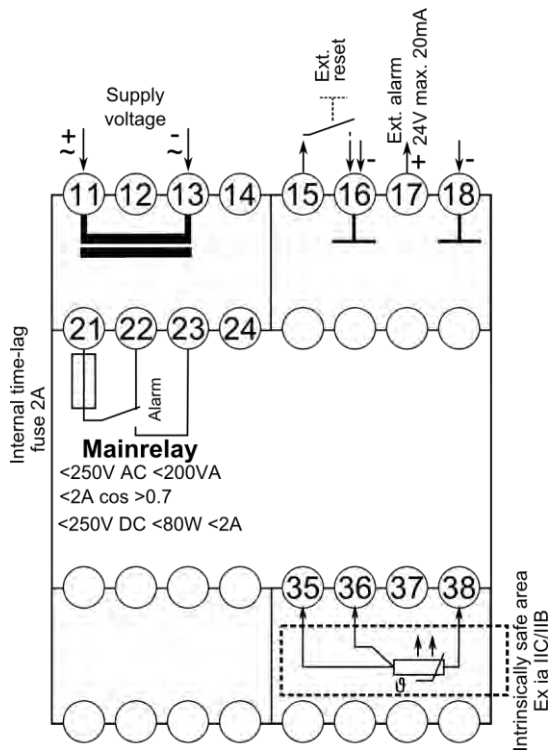 Supply
voltage
Ext.
reset
Ext. alarm
24V max. 20mA
+
~
-
~
-
+
-
11 12 13 14 15 16 17 18
21 22 23 24
Internal time-lag
fuse 2A
Alarm
Mainrelay
<250V AC <200VA
<2A cos >0.7
<250V DC <80W <2A
35 36 37 38
ϑ
Intrinsically safe area
Ex ia IIC/IIB